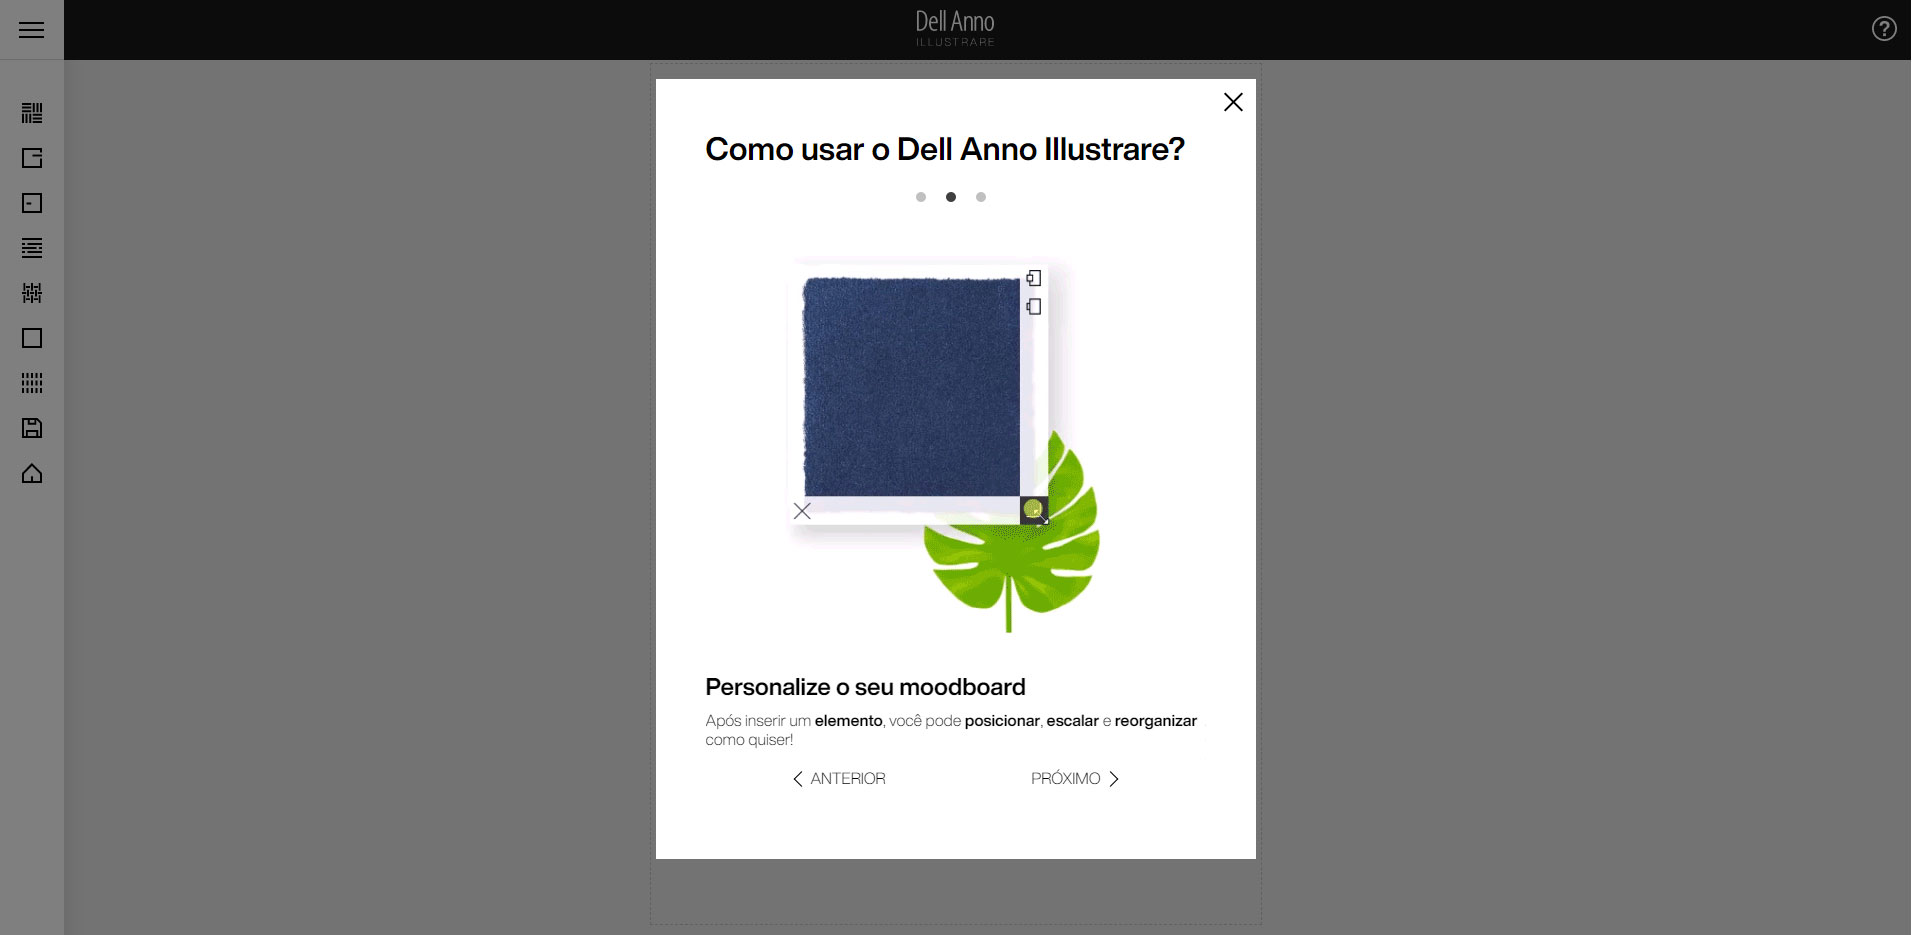 Dell Anno
ILLUSTRARE
?
Como usar o Dell Anno Illustrare?
Personalize o seu moodboard
Após inserir um elemento, você pode posicionar, escalar e reorganizar
como quiser!
ANTERIOR
PRÓXIMO